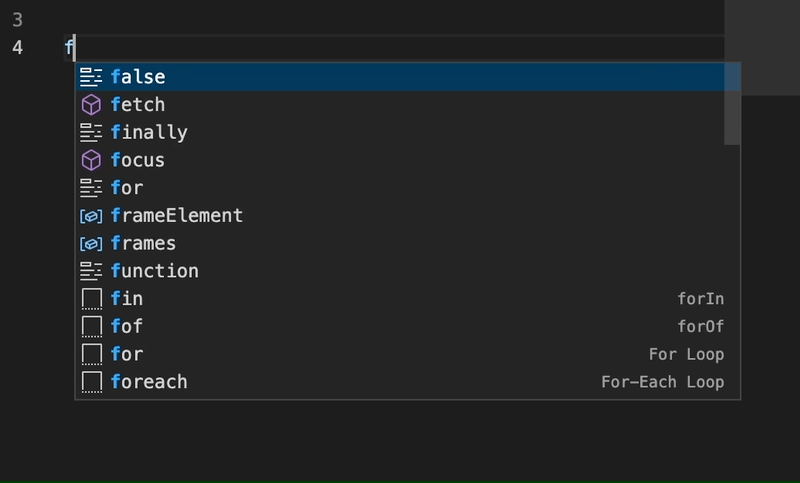 3
4 f
false
fetch
finally
focus
for
frameElement
frames
function
fin forIn
fof forOf
for For Loop
foreach For-Each Loop